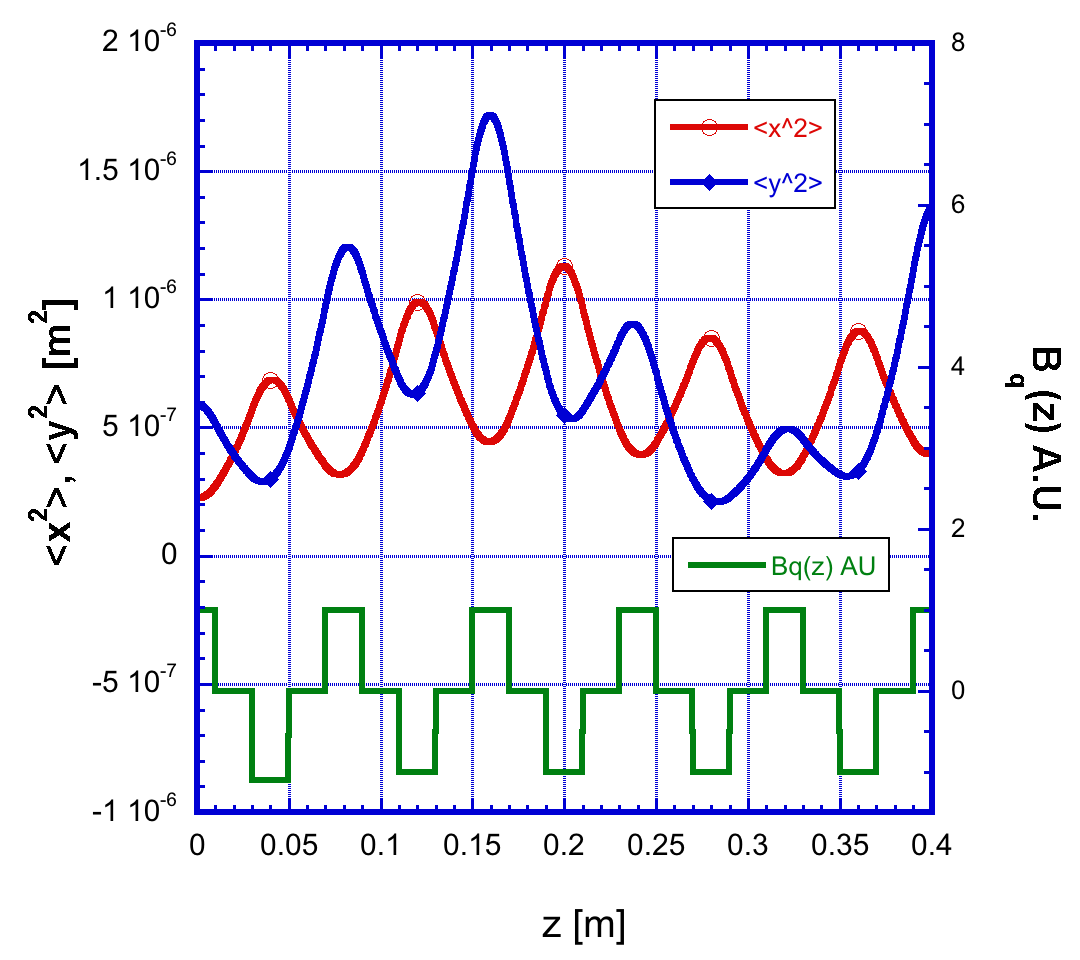 2 10^-6
1.5 10^-6
1 10^-6
5 10^-7
0
-5 10^-7
-1 10^-6
<x^2>, <y^2> [m^2]
<x^2>
<y^2>
Bq(z) AU
8
6
4
2
0
B_q (z) A.U.
0 0.05 0.1 0.15 0.2 0.25 0.3 0.35 0.4
z [m]